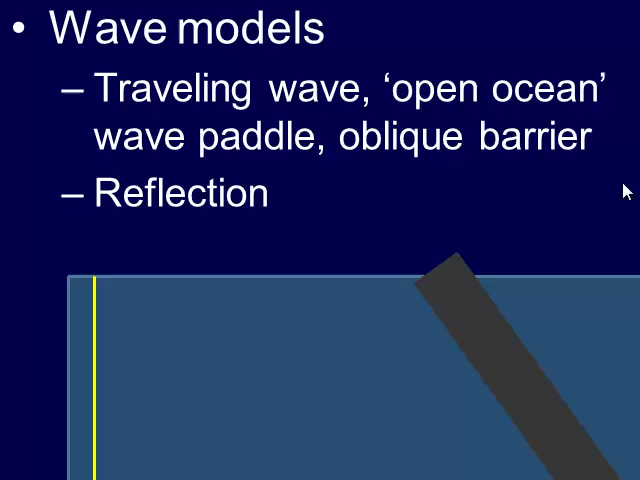 • Wave models
– Traveling wave, ‘open ocean’
wave paddle, oblique barrier
– Reflection